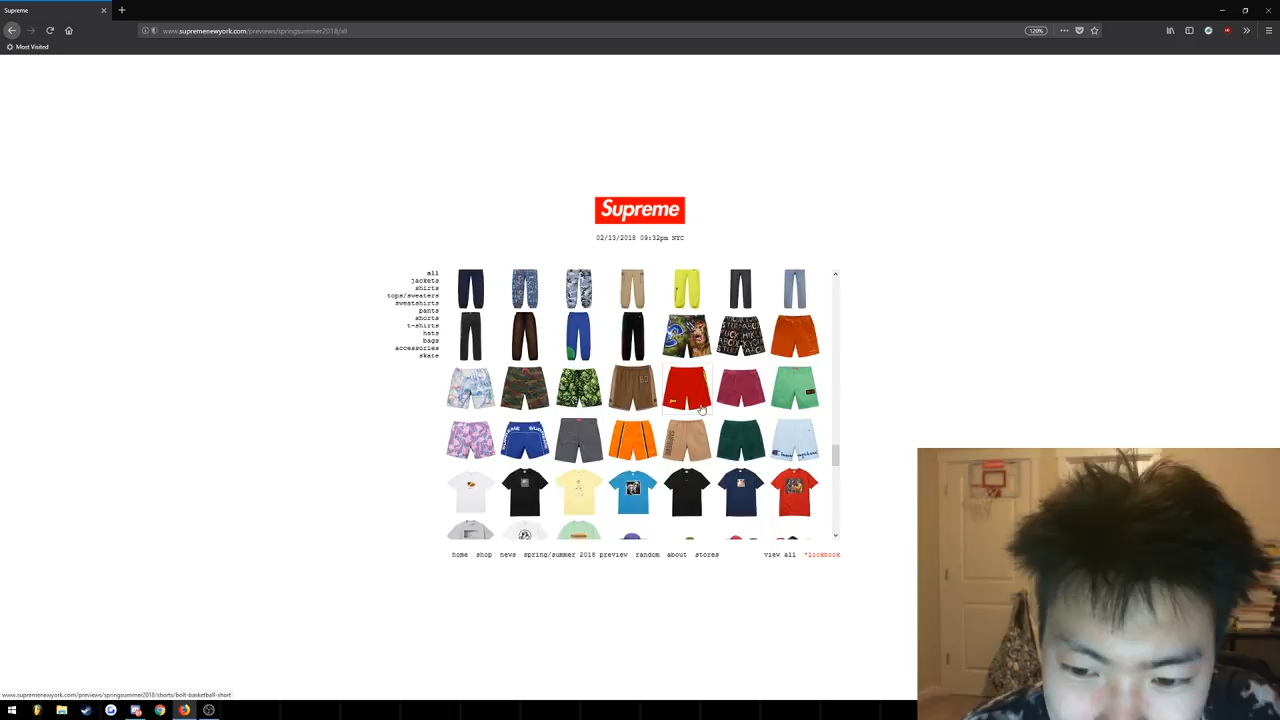 Supreme
Most Visited
www.supremenewyork.com/previews/springsummer2018/all
120%
Supreme
02/13/2018 09:32pm NYC
all
jackets
shirts
tops/sweaters
sweatshirts
pants
shorts
t-shirts
hats
bags
accessories
skate
home shop news spring/summer 2018 preview random about stores
view all *lookbook
www.supremenewyork.com/previews/springsummer2018/shorts/bolt-basketball-short